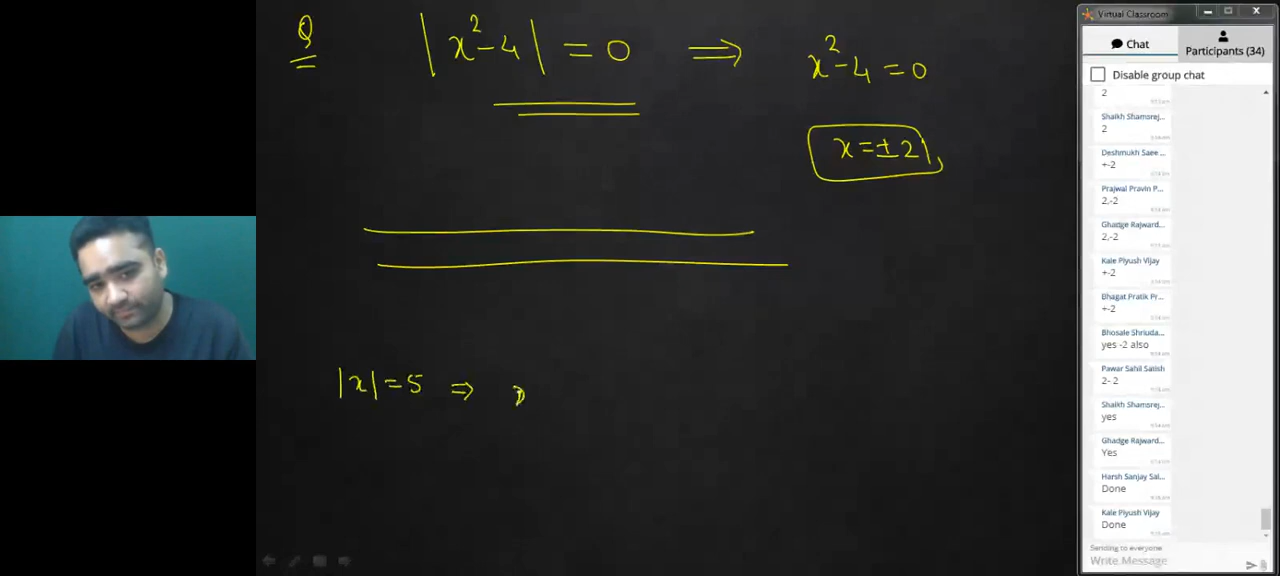 Q |x²-4| = 0 ⟹ x²-4 = 0
x = ±2
|x| = 5 ⇒
Virtual Classroom
Chat
Participants (34)
Disable group chat
2
Shaikh Shamsrej...
2
Deshmukh Saee ...
+-2
Prajwal Pravin P...
2,-2
Ghadge Rajward...
2,-2
Kale Piyush Vijay
+-2
Bhagat Pratik Pr...
+-2
Bhosale Shriuda...
yes -2 also
Pawar Sahil Satish
2- 2
Shaikh Shamsrej...
yes
Ghadge Rajward...
Yes
Harsh Sanjay Sal...
Done
Kale Piyush Vijay
Done
Sending to everyone
Write Message